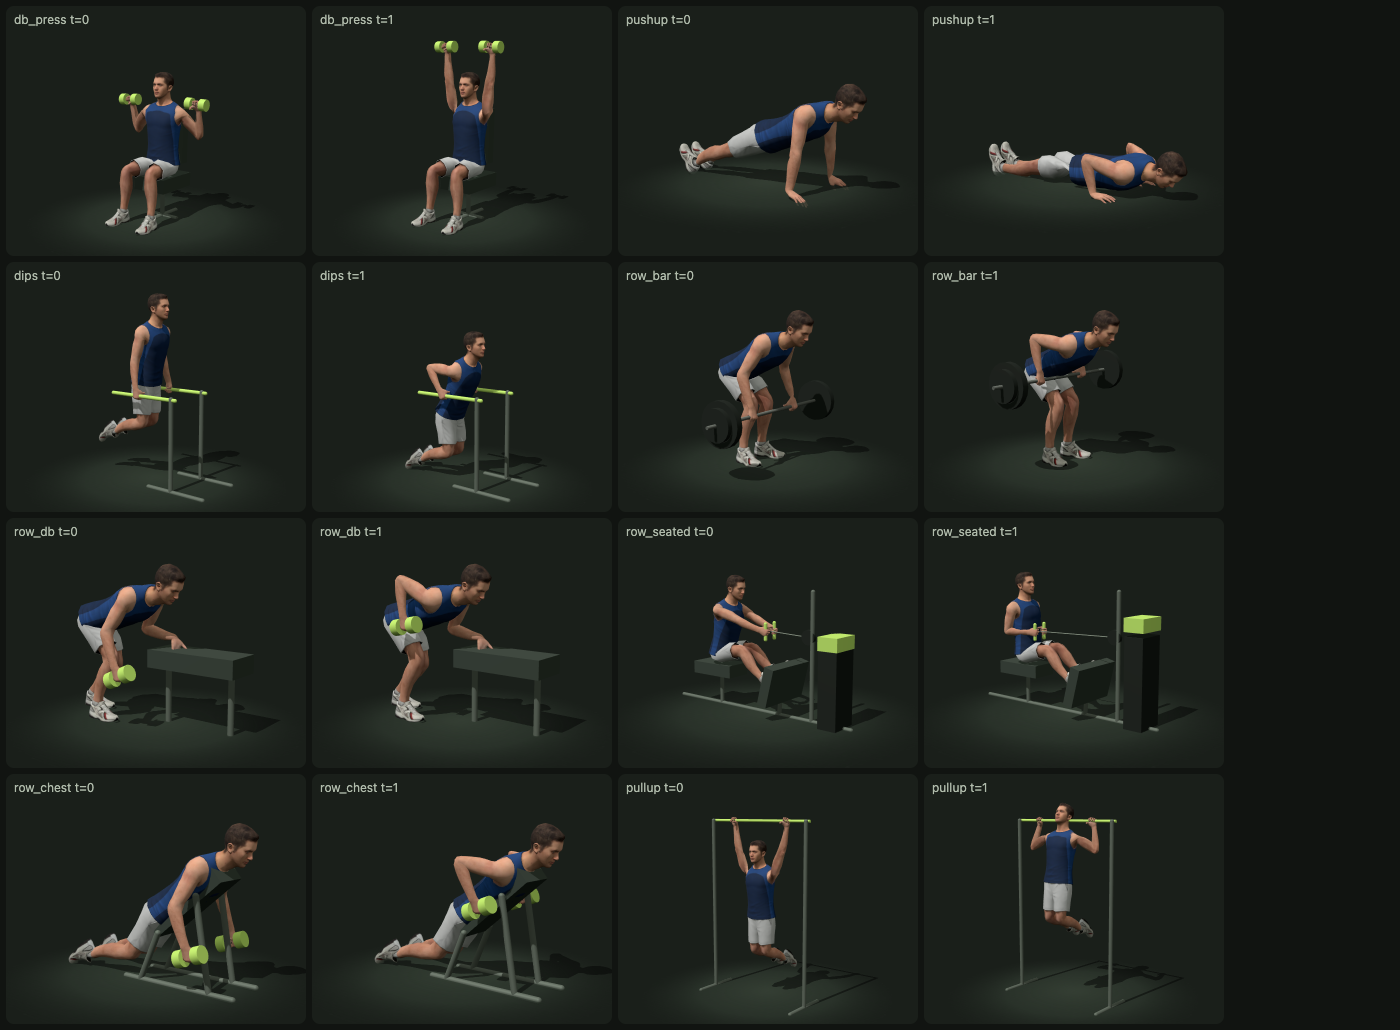 db_press t=0
db_press t=1
pushup t=0
pushup t=1
dips t=0
dips t=1
row_bar t=0
row_bar t=1
row_db t=0
row_db t=1
row_seated t=0
row_seated t=1
row_chest t=0
row_chest t=1
pullup t=0
pullup t=1